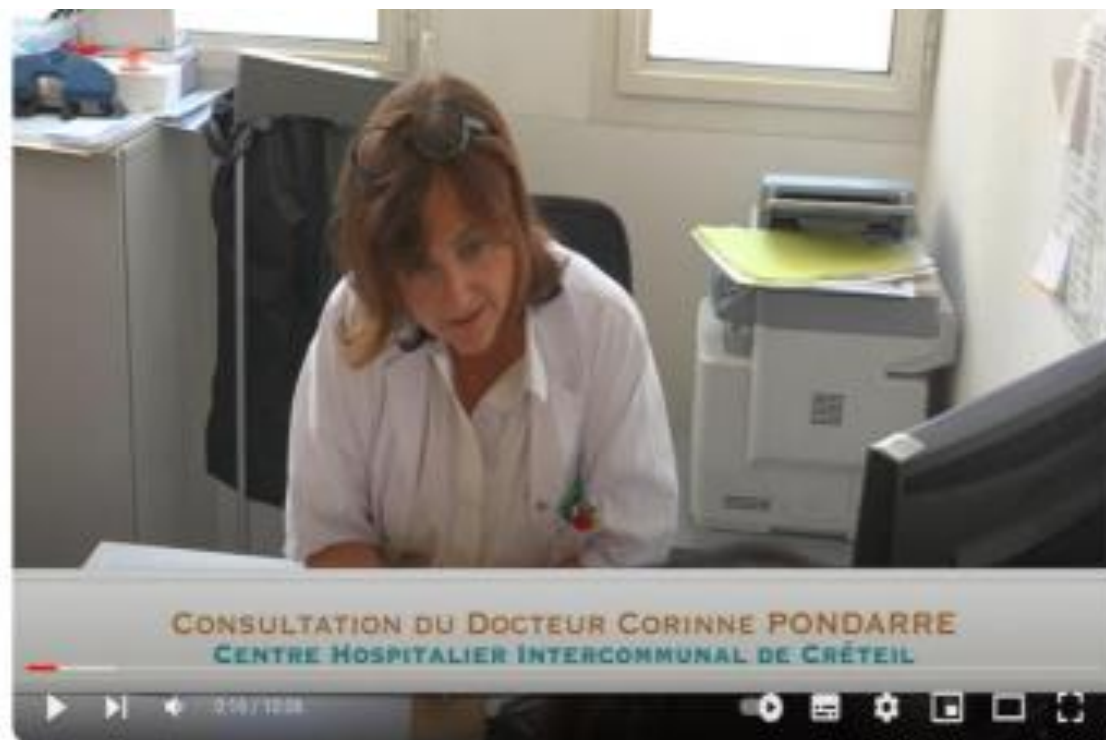 CONSULTATION DU DOCTEUR CORINNE PONDARRE
CENTRE HOSPITALIER INTERCOMMUNAL DE CRÉTEIL